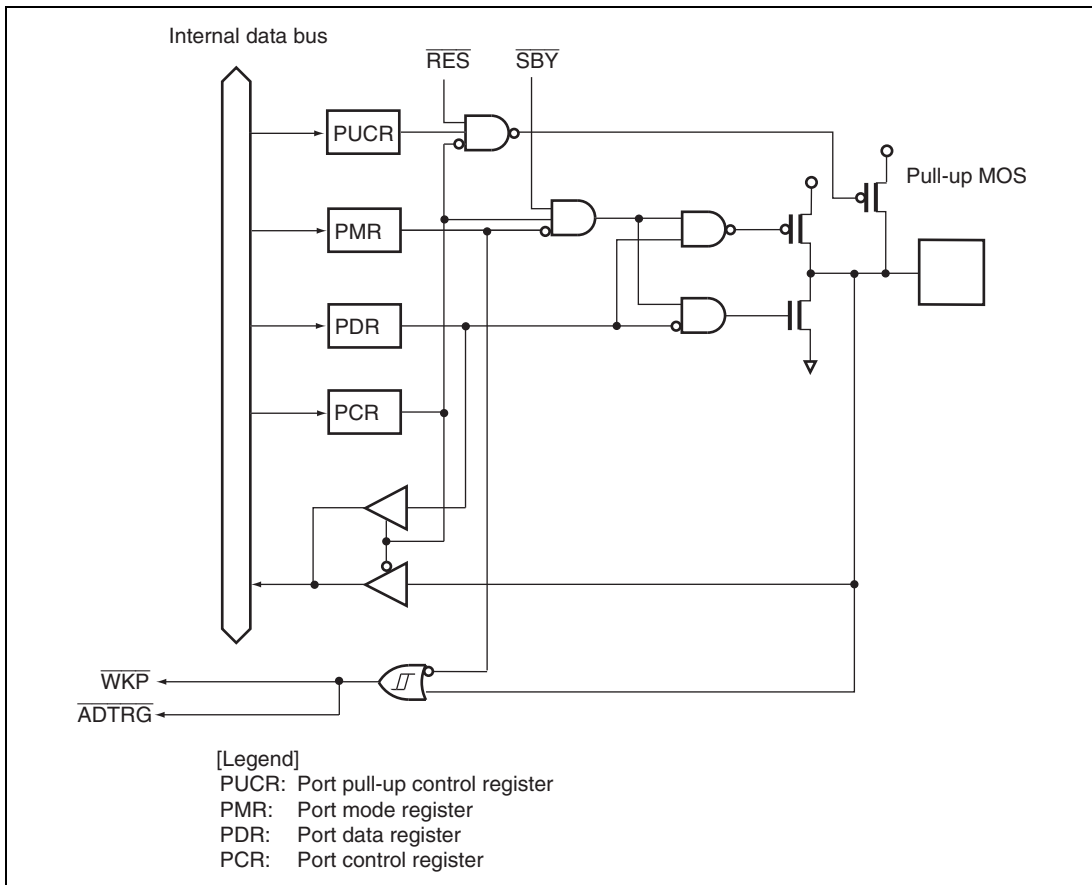 Internal data bus
RES
SBY
PUCR
Pull-up MOS
PMR
PDR
PCR
WKP
ADTRG
[Legend]
PUCR: Port pull-up control register
PMR: Port mode register
PDR: Port data register
PCR: Port control register